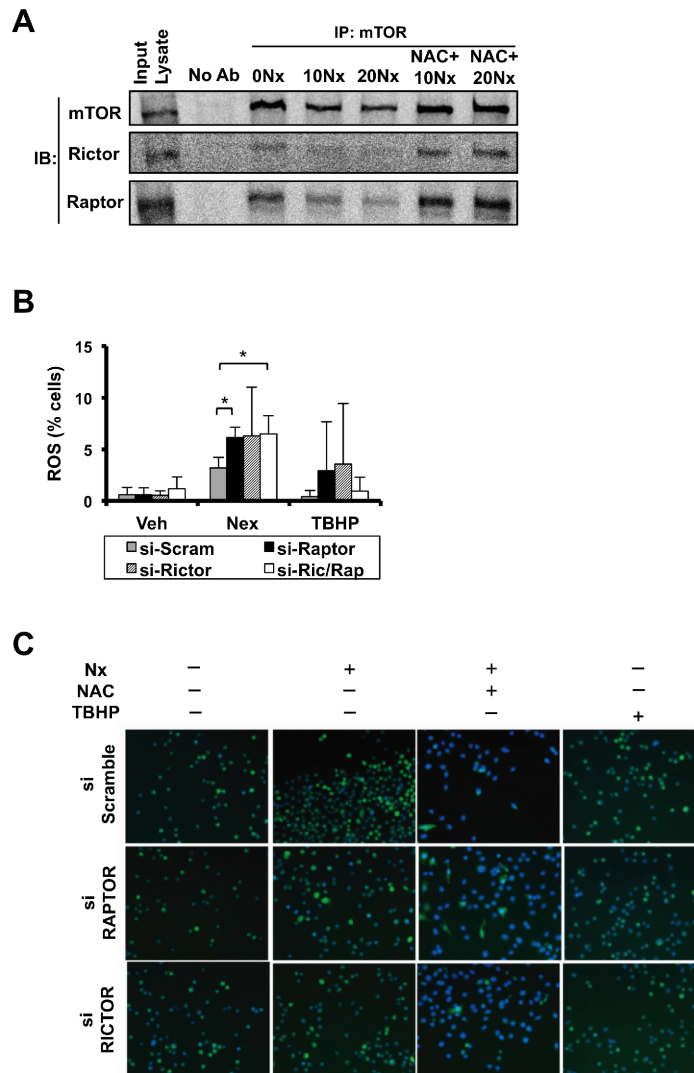 A
IP: mTOR
Input Lysate
No Ab
0Nx
10Nx
20Nx
NAC+ 10Nx
NAC+ 20Nx
IB:
mTOR
Rictor
Raptor
B
ROS (% cells)
15
10
5
0
*
*
Veh Nex TBHP
si-Scram si-Raptor
si-Rictor si-Ric/Rap
C
Nx − + + −
NAC − − + −
TBHP − − − +
si Scramble
si RAPTOR
si RICTOR